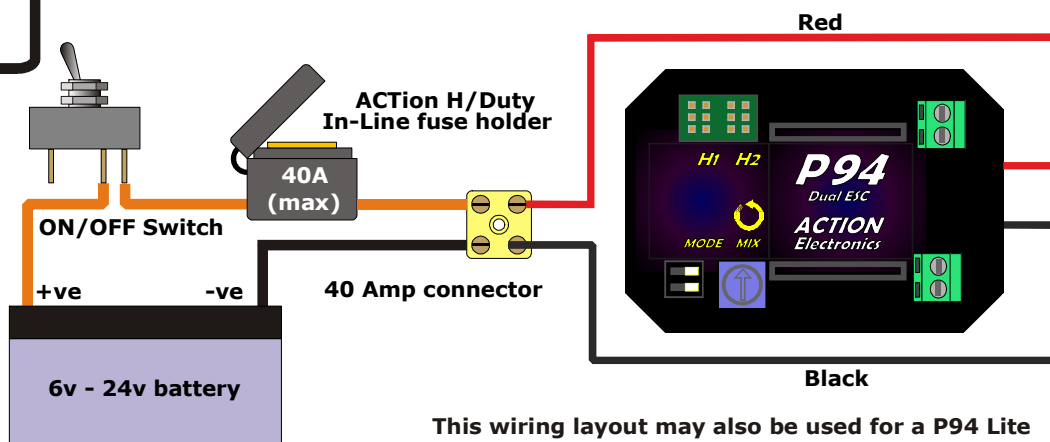 Red
ACTion H/Duty
In-Line fuse holder
40A
(max)
H1 H2
P94
Dual ESC
ACTION
Electronics
MODE MIX
ON/OFF Switch
+ve
-ve
40 Amp connector
6v - 24v battery
Black
This wiring layout may also be used for a P94 Lite